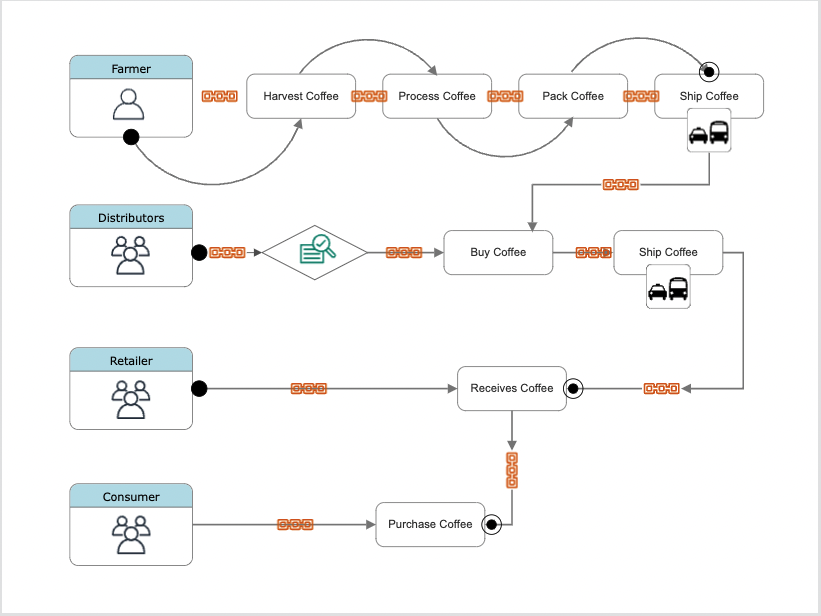 Farmer
Harvest Coffee
Process Coffee
Pack Coffee
Ship Coffee
Distributors
Buy Coffee
Ship Coffee
Retailer
Receives Coffee
Consumer
Purchase Coffee